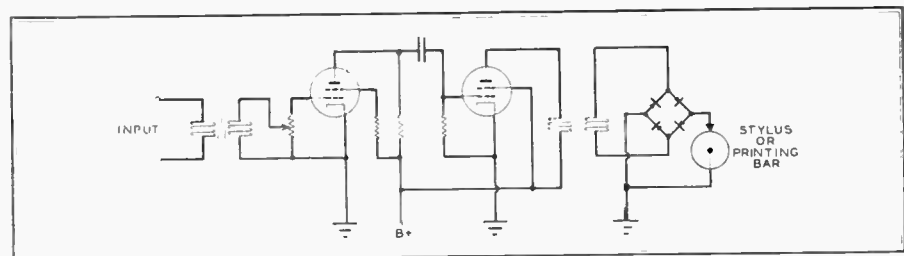 INPUT
B+
STYLUS
OR
PRINTING
BAR